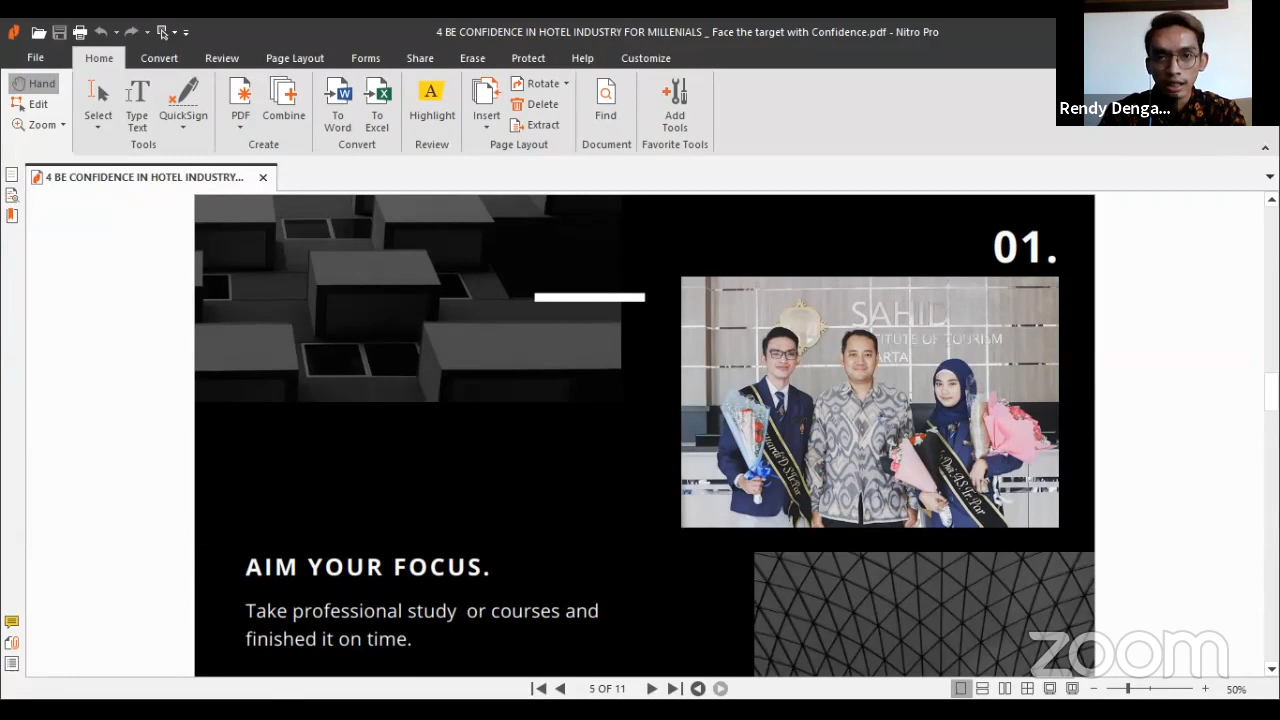 4 BE CONFIDENCE IN HOTEL INDUSTRY FOR MILLENIALS _ Face the target with Confidence.pdf - Nitro Pro
File
Home
Convert
Review
Page Layout
Forms
Share
Erase
Protect
Help
Customize
Rendy Denga...
Hand
Edit
Zoom
Select
Type Text
QuickSign
Tools
PDF
Combine
Create
To Word
To Excel
Convert
Highlight
Review
Insert
Rotate
Delete
Extract
Page Layout
Find
Document
Add Tools
Favorite Tools
4 BE CONFIDENCE IN HOTEL INDUSTRY...
01.
SAHID
OF TOURISM
AIM YOUR FOCUS.
Take professional study or courses and
finished it on time.
zoom
5 OF 11
50%